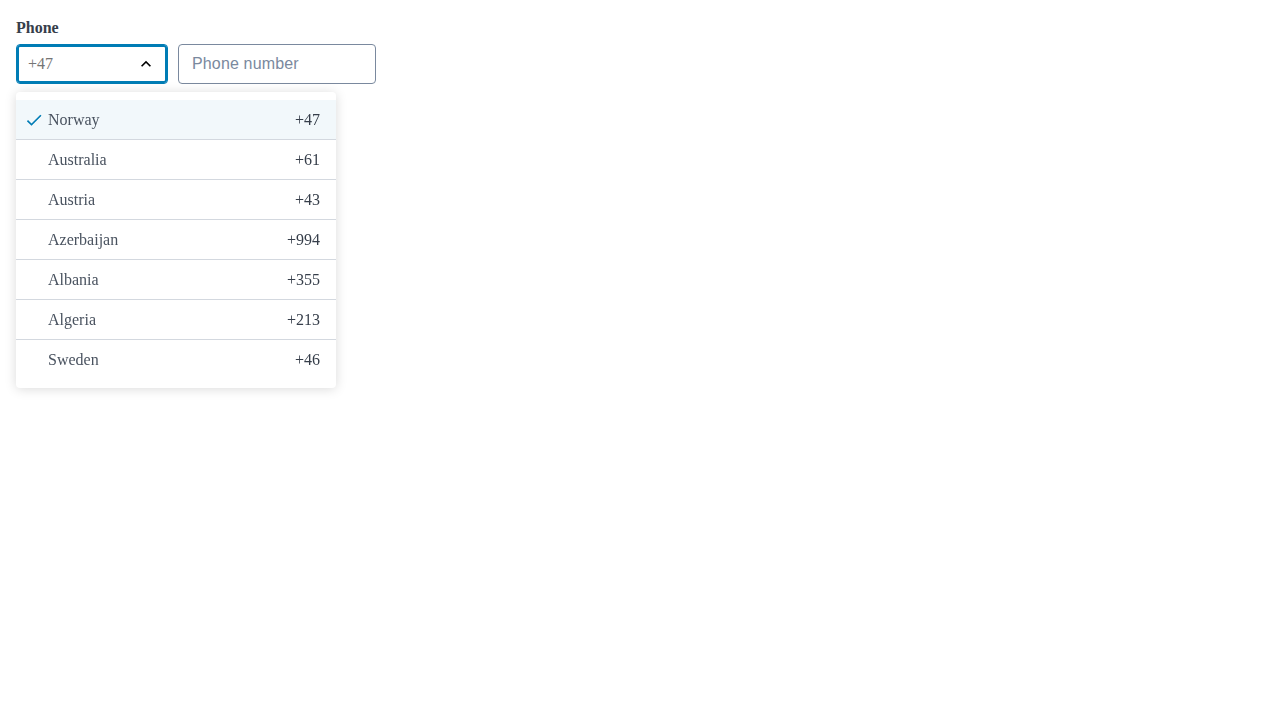 Phone
+47 Phone number
Norway +47
Australia +61
Austria +43
Azerbaijan +994
Albania +355
Algeria +213
Sweden +46